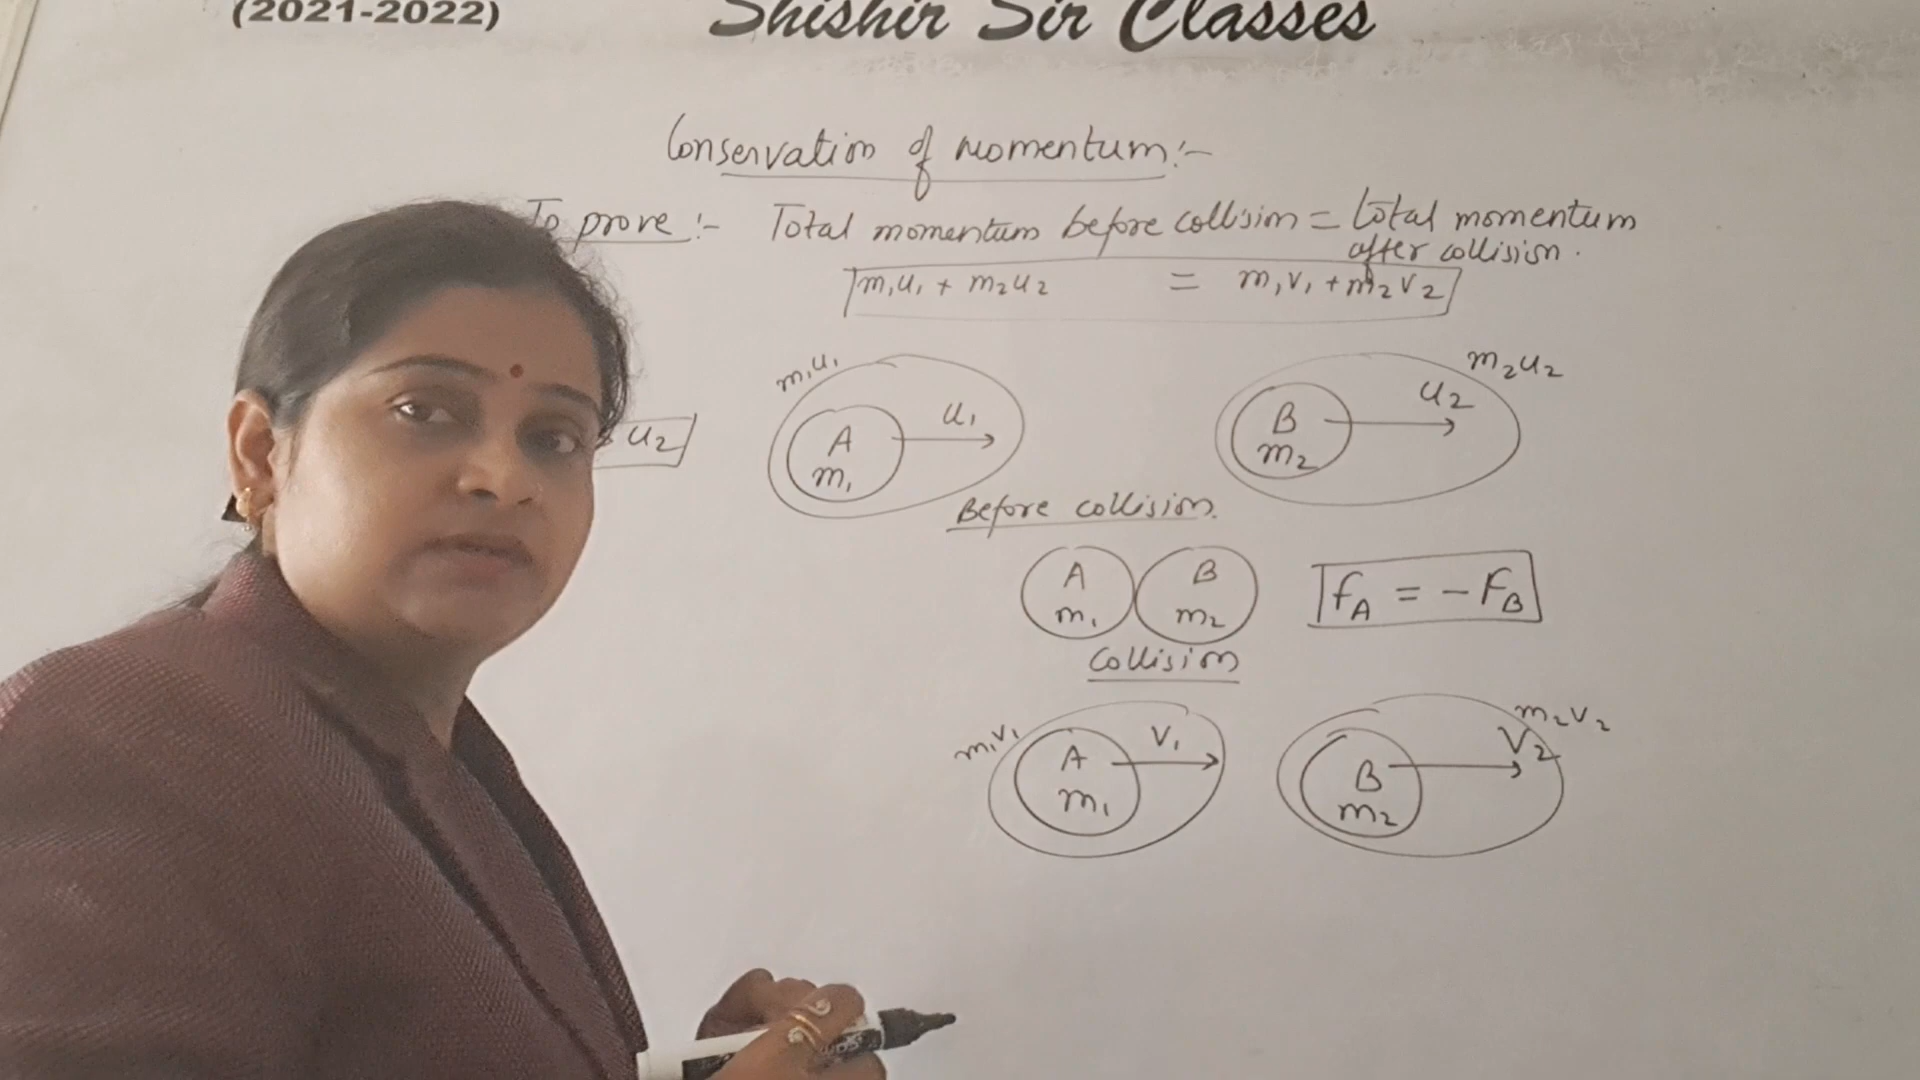 (2021-2022)
Shishir Sir Classes
Conservation of momentum:-
To prove:- Total momentum before collision = total momentum
after collision.
m₁u₁ + m₂u₂ = m₁v₁ + m₂v₂
m₁u₁
m₂u₂
u₂
A
m₁
u₁
B
m₂
u₂
Before collision.
A
m₁
B
m₂
fA = - FB
Collision
m₁v₁
A
m₁
V₁
m₂v₂
B
m₂
V₂